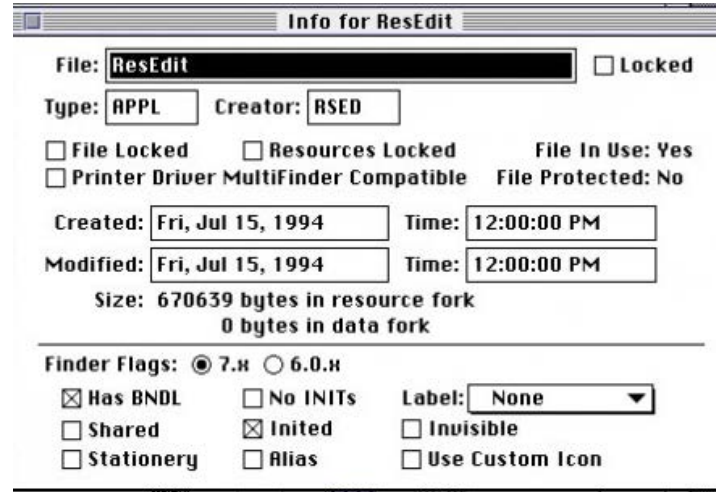 Info for ResEdit
File: ResEdit Locked
Type: APPL Creator: RSED
File Locked Resources Locked File In Use: Yes
Printer Driver MultiFinder Compatible File Protected: No
Created: Fri, Jul 15, 1994 Time: 12:00:00 PM
Modified: Fri, Jul 15, 1994 Time: 12:00:00 PM
Size: 670639 bytes in resource fork
0 bytes in data fork
Finder Flags: 7.x 6.0.x
Has BNDL No INITs Label: None
Shared Inited Invisible
Stationery Alias Use Custom Icon